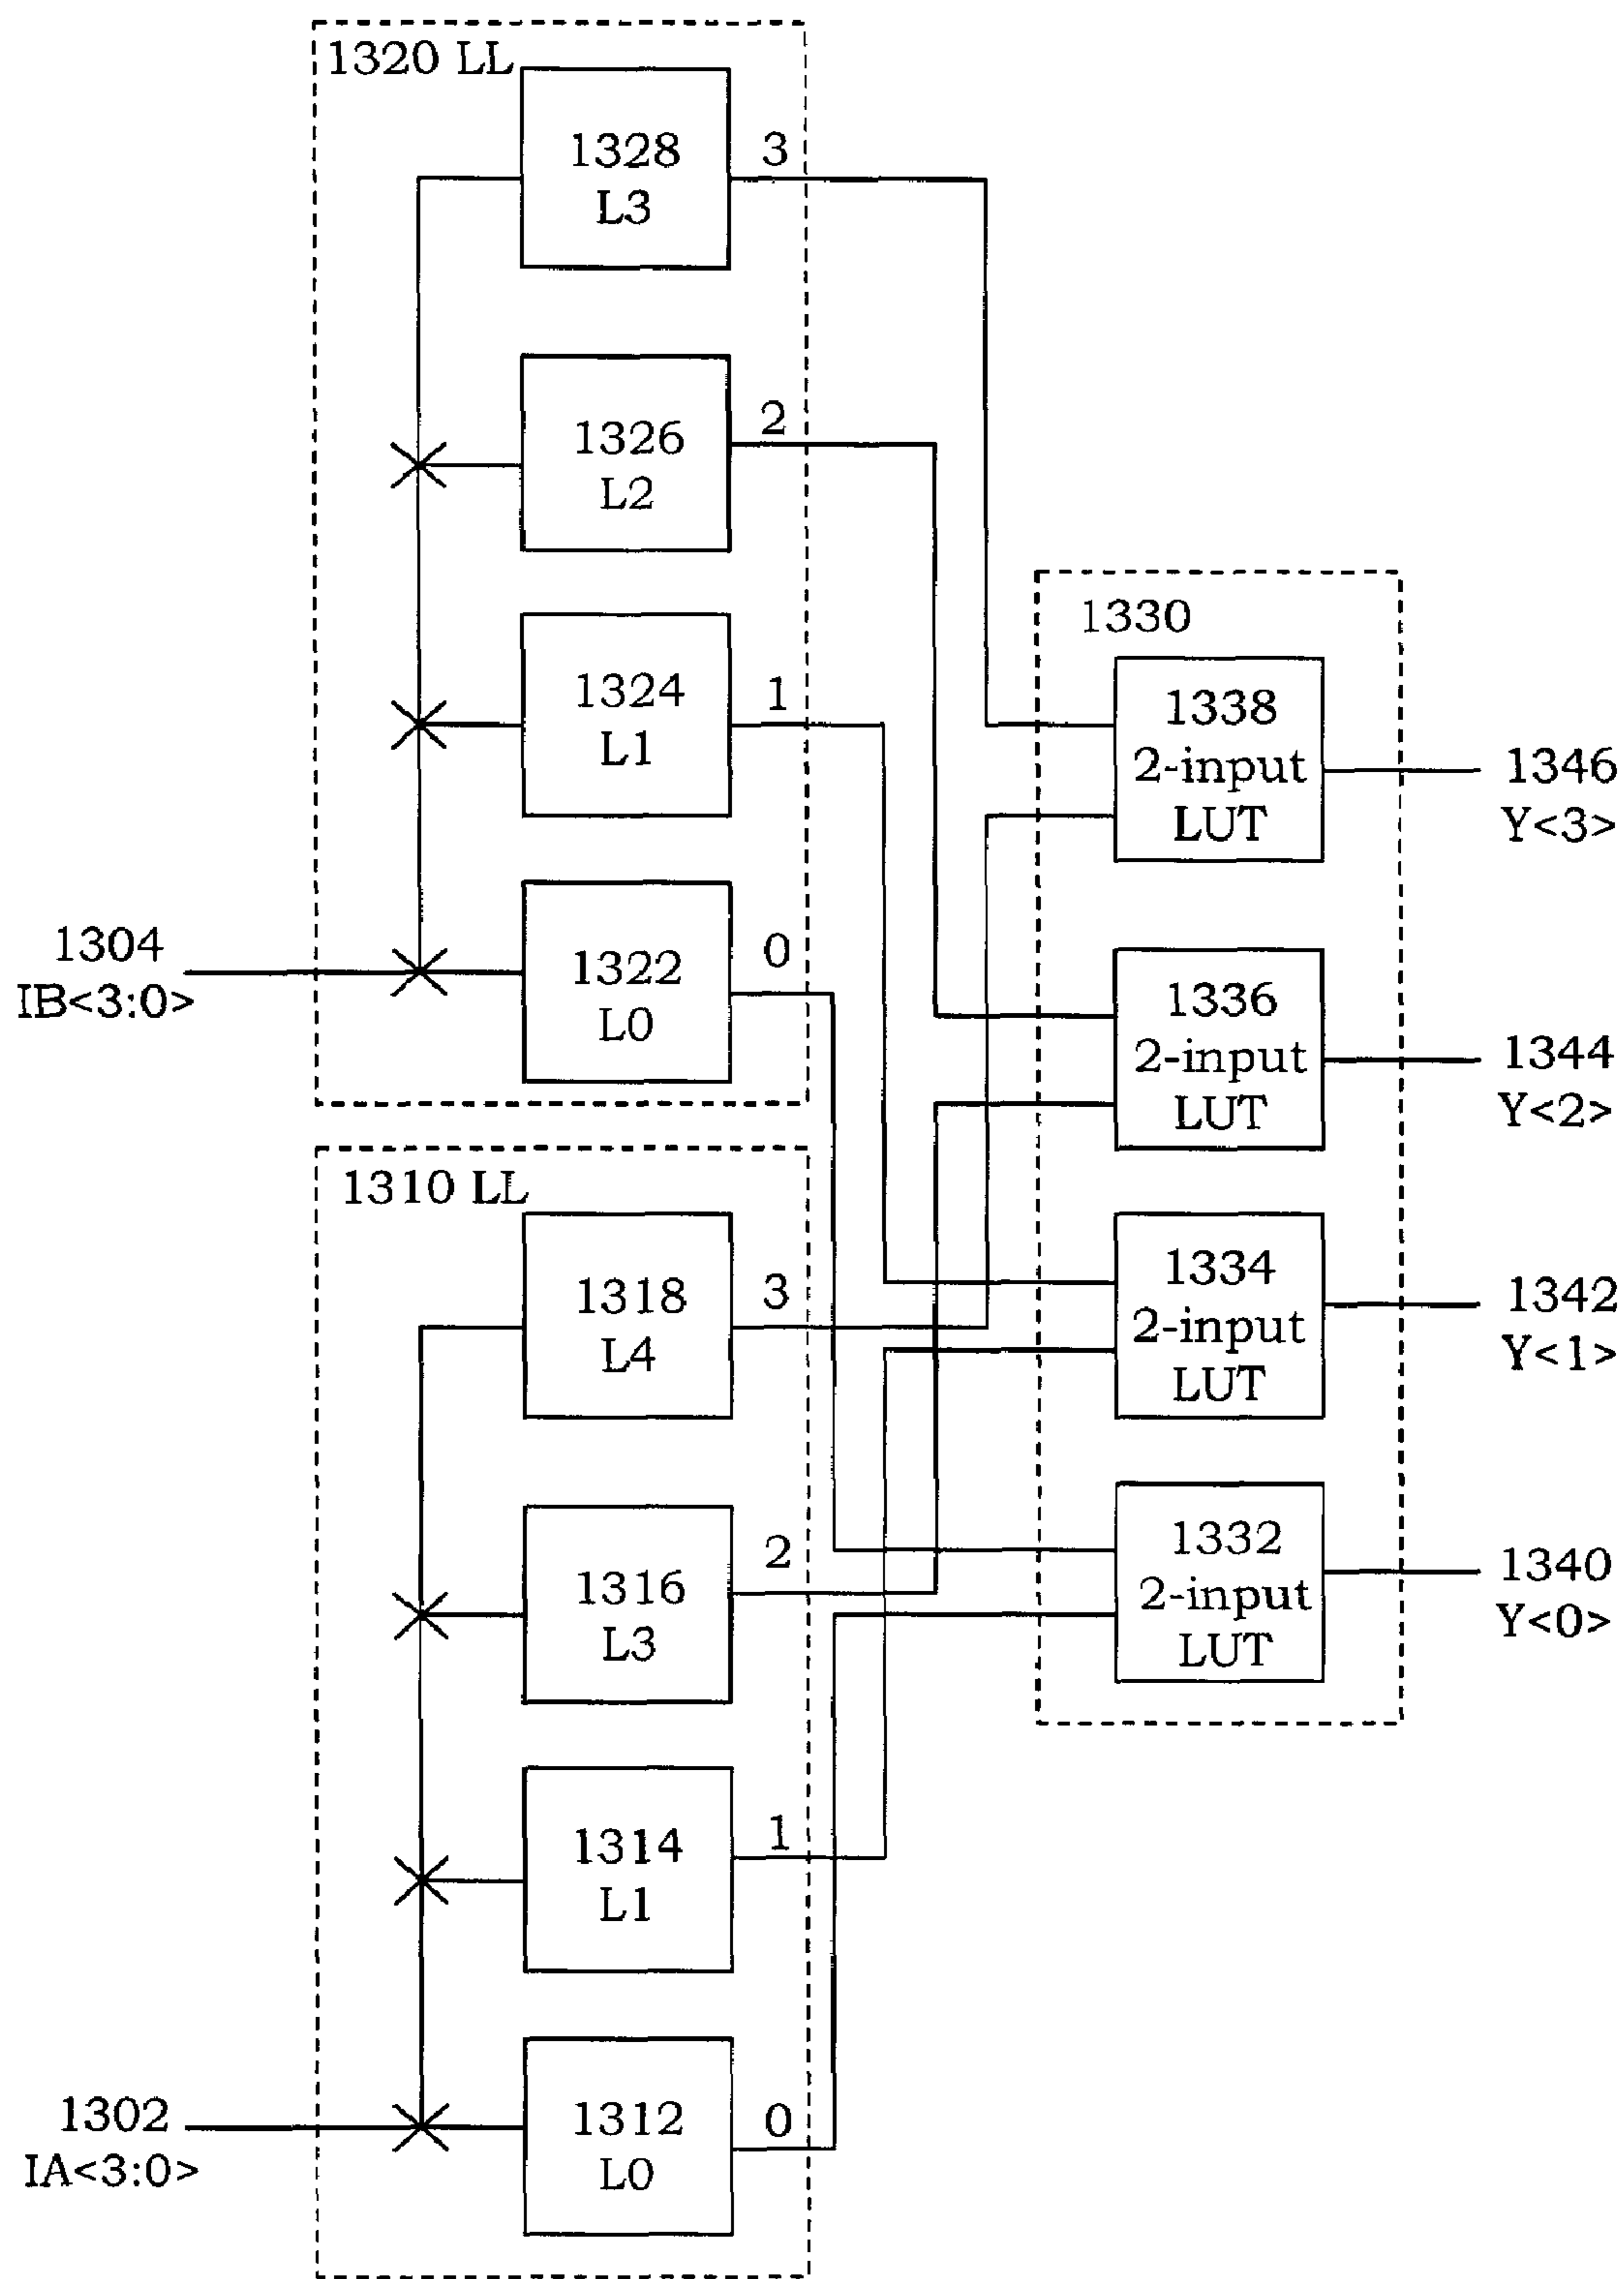 1320 LL
1328
L3
3
1326
L2
2
1324
L1
1
1304
IB<3:0>
1322
L0
0
1330
1338
2-input
LUT
1346
Y<3>
1336
2-input
LUT
1344
Y<2>
1334
2-input
LUT
1342
Y<1>
1332
2-input
LUT
1340
Y<0>
1310 LL
1318
L4
3
1316
L3
2
1314
L1
1
1302
IA<3:0>
1312
L0
0